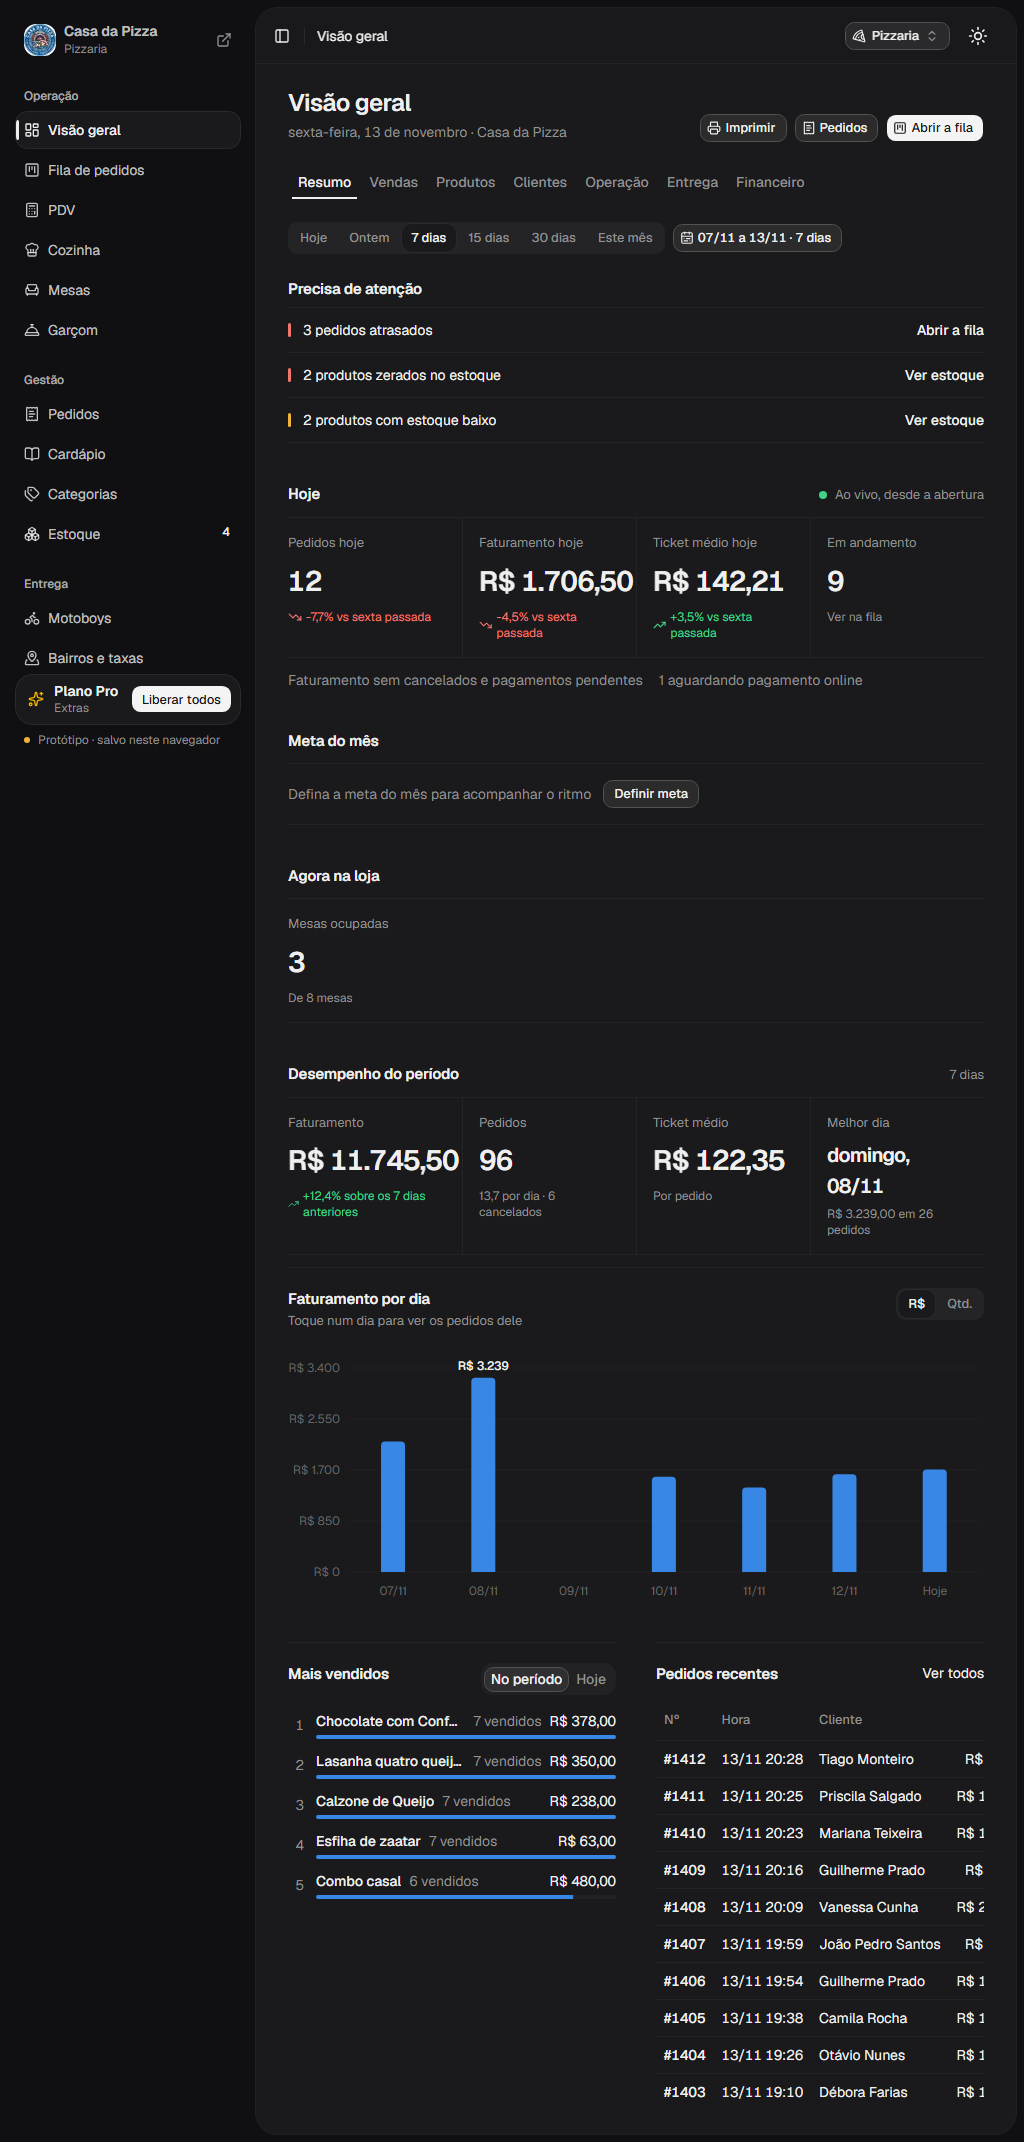 Casa da Pizza
Pizzaria
Operação
Visão geral
Fila de pedidos
PDV
Cozinha
Mesas
Garçom
Gestão
Pedidos
Cardápio
Categorias
Estoque 4
Entrega
Motoboys
Bairros e taxas
Plano Pro
Extras
Liberar todos
Protótipo · salvo neste navegador
Visão geral
Pizzaria
Visão geral
sexta-feira, 13 de novembro · Casa da Pizza
Imprimir Pedidos Abrir a fila
Resumo Vendas Produtos Clientes Operação Entrega Financeiro
Hoje Ontem 7 dias 15 dias 30 dias Este mês 07/11 a 13/11 · 7 dias
Precisa de atenção
3 pedidos atrasados Abrir a fila
2 produtos zerados no estoque Ver estoque
2 produtos com estoque baixo Ver estoque
Hoje Ao vivo, desde a abertura
Pedidos hoje
12
-7,7% vs sexta passada
Faturamento hoje
R$ 1.706,50
-4,5% vs sexta
passada
Ticket médio hoje
R$ 142,21
+3,5% vs sexta
passada
Em andamento
9
Ver na fila
Faturamento sem cancelados e pagamentos pendentes 1 aguardando pagamento online
Meta do mês
Defina a meta do mês para acompanhar o ritmo Definir meta
Agora na loja
Mesas ocupadas
3
De 8 mesas
Desempenho do período 7 dias
Faturamento
R$ 11.745,50
+12,4% sobre os 7 dias
anteriores
Pedidos
96
13,7 por dia · 6
cancelados
Ticket médio
R$ 122,35
Por pedido
Melhor dia
domingo,
08/11
R$ 3.239,00 em 26
pedidos
Faturamento por dia
Toque num dia para ver os pedidos dele
R$ Qtd.
R$ 3.239
R$ 3.400
R$ 2.550
R$ 1.700
R$ 850
R$ 0
07/11 08/11 09/11 10/11 11/11 12/11 Hoje
Mais vendidos No período Hoje
1 Chocolate com Conf... 7 vendidos R$ 378,00
2 Lasanha quatro queij... 7 vendidos R$ 350,00
3 Calzone de Queijo 7 vendidos R$ 238,00
4 Esfiha de zaatar 7 vendidos R$ 63,00
5 Combo casal 6 vendidos R$ 480,00
Pedidos recentes Ver todos
Nº Hora Cliente
#1412 13/11 20:28 Tiago Monteiro R$
#1411 13/11 20:25 Priscila Salgado R$ 1
#1410 13/11 20:23 Mariana Teixeira R$ 1
#1409 13/11 20:16 Guilherme Prado R$
#1408 13/11 20:09 Vanessa Cunha R$ 2
#1407 13/11 19:59 João Pedro Santos R$
#1406 13/11 19:54 Guilherme Prado R$ 1
#1405 13/11 19:38 Camila Rocha R$ 1
#1404 13/11 19:26 Otávio Nunes R$ 1
#1403 13/11 19:10 Débora Farias R$ 1